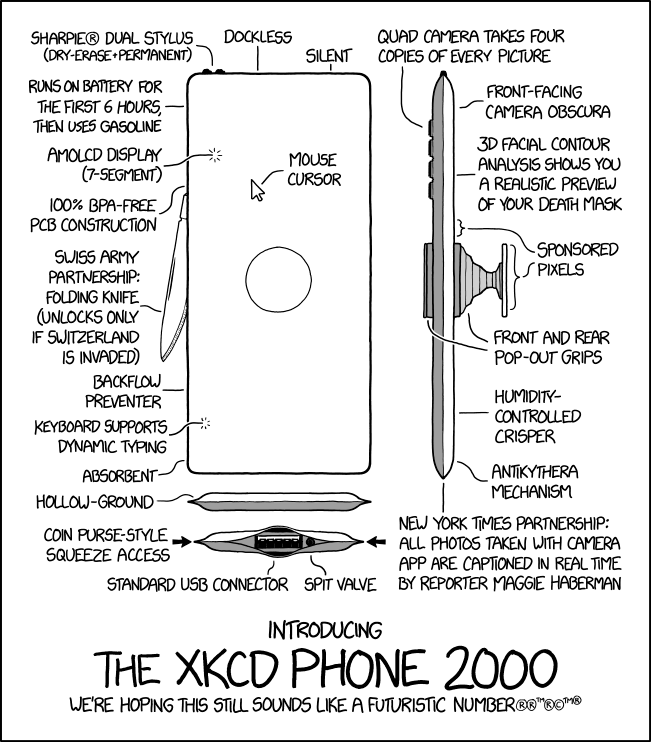 SHARPIE® DUAL STYLUS
(DRY-ERASE+PERMANENT)
DOCKLESS
SILENT
QUAD CAMERA TAKES FOUR
COPIES OF EVERY PICTURE
RUNS ON BATTERY FOR
THE FIRST 6 HOURS,
THEN USES GASOLINE
AMOLCD DISPLAY
(7-SEGMENT)
100% BPA-FREE
PCB CONSTRUCTION
SWISS ARMY
PARTNERSHIP:
FOLDING KNIFE
(UNLOCKS ONLY
IF SWITZERLAND
IS INVADED)
BACKFLOW
PREVENTER
KEYBOARD SUPPORTS
DYNAMIC TYPING
ABSORBENT
HOLLOW-GROUND
COIN PURSE-STYLE
SQUEEZE ACCESS
MOUSE
CURSOR
STANDARD USB CONNECTOR
SPIT VALVE
FRONT-FACING
CAMERA OBSCURA
3D FACIAL CONTOUR
ANALYSIS SHOWS YOU
A REALISTIC PREVIEW
OF YOUR DEATH MASK
SPONSORED
PIXELS
FRONT AND REAR
POP-OUT GRIPS
HUMIDITY-
CONTROLLED
CRISPER
ANTIKYTHERA
MECHANISM
NEW YORK TIMES PARTNERSHIP:
ALL PHOTOS TAKEN WITH CAMERA
APP ARE CAPTIONED IN REAL TIME
BY REPORTER MAGGIE HABERMAN
INTRODUCING
THE XKCD PHONE 2000
WE'RE HOPING THIS STILL SOUNDS LIKE A FUTURISTIC NUMBER®®™®©™®